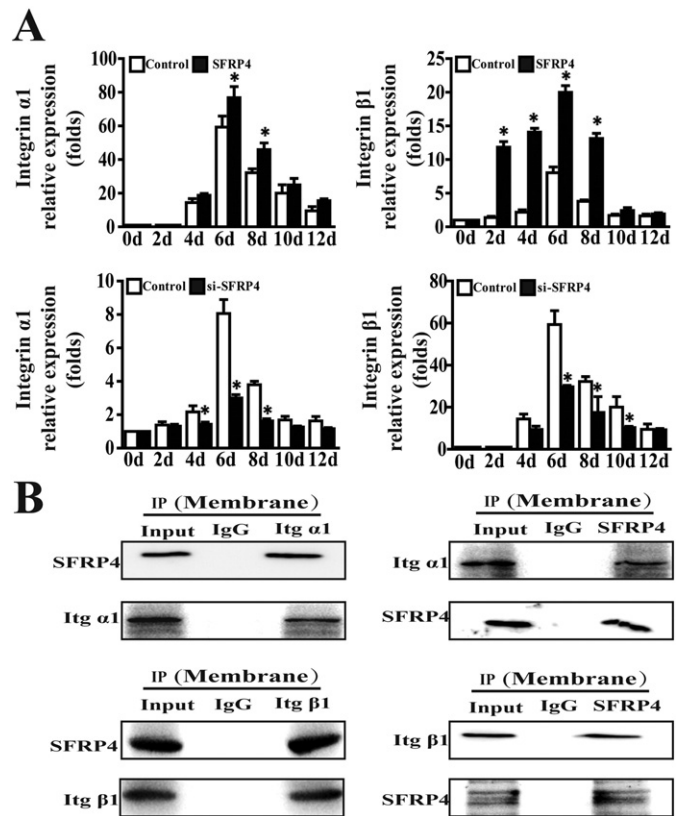 A
Control SFRP4
Integrin α1
relative expression
(folds)
100
80
60
40
20
0
* *
0d 2d 4d 6d 8d 10d 12d
Control SFRP4
Integrin β1
relative expression
(folds)
25
20
15
10
5
0
* * * *
0d 2d 4d 6d 8d 10d 12d
Control si-SFRP4
Integrin α1
relative expression
(folds)
10
8
6
4
2
0
* * *
0d 2d 4d 6d 8d 10d 12d
Control si-SFRP4
Integrin β1
relative expression
(folds)
80
60
40
20
0
* * *
0d 2d 4d 6d 8d 10d 12d
B
IP (Membrane)
Input IgG Itg α1
SFRP4
Itg α1
IP (Membrane)
Input IgG SFRP4
Itg α1
SFRP4
IP (Membrane)
Input IgG Itg β1
SFRP4
Itg β1
IP (Membrane)
Input IgG SFRP4
Itg β1
SFRP4